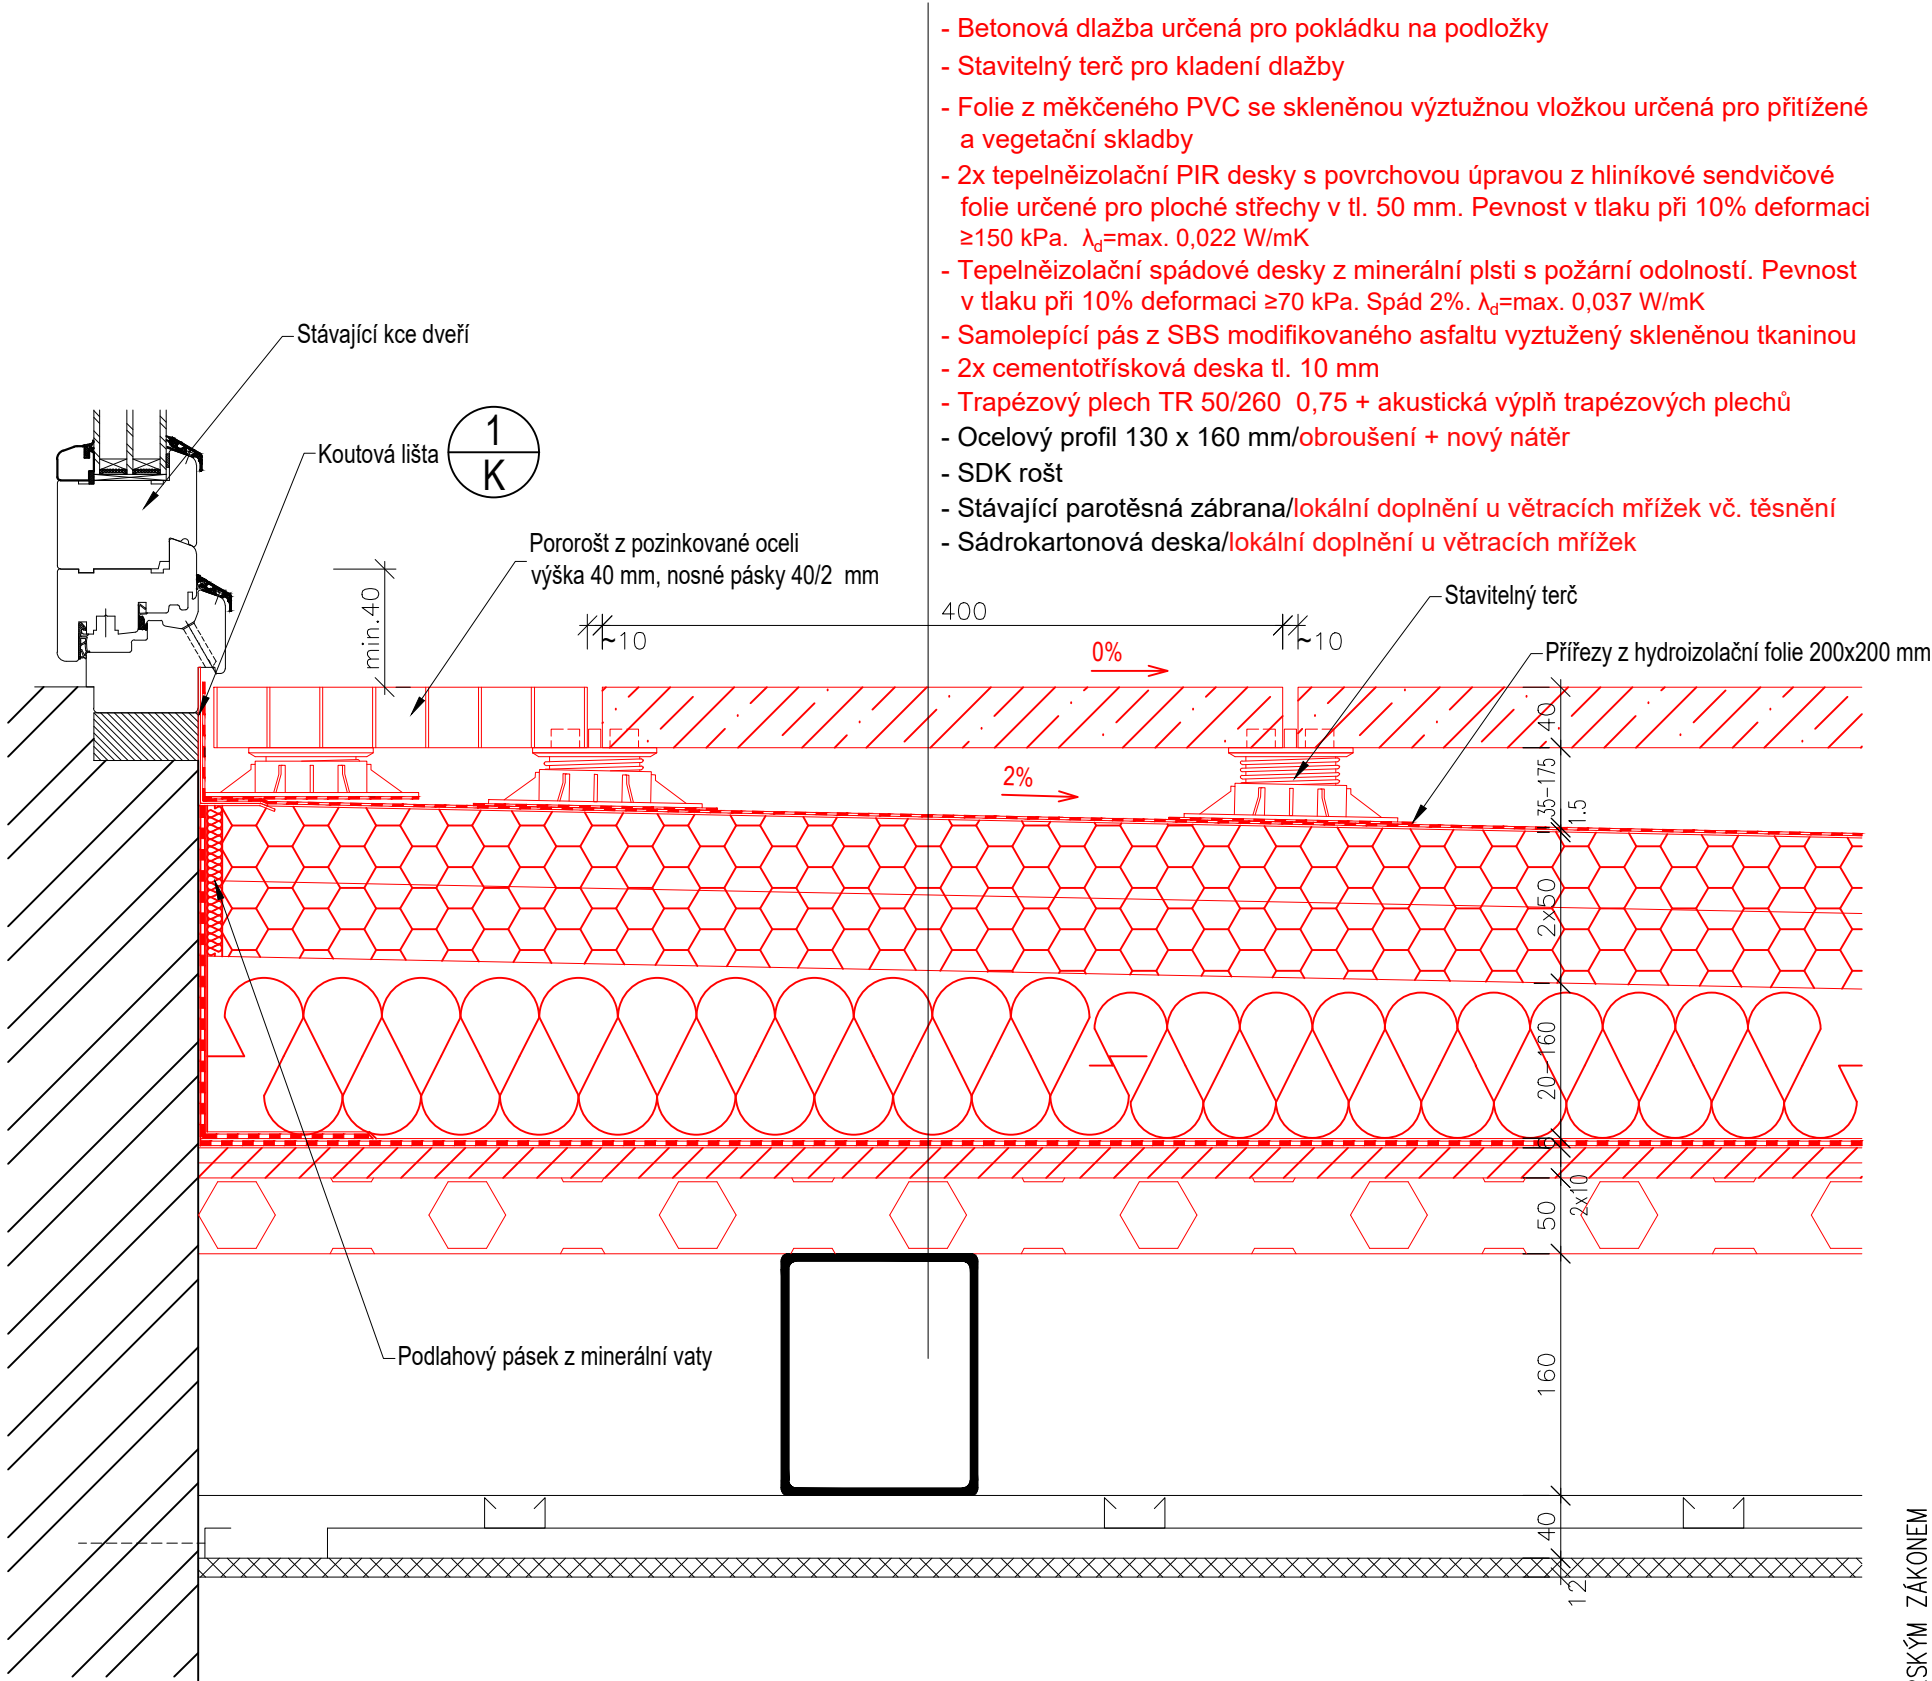 - Betonová dlažba určená pro pokládku na podložky
- Stavitelný terč pro kladení dlažby
- Folie z měkčeného PVC se skleněnou výztužnou vložkou určená pro přitížené
a vegetační skladby
- 2x tepelněizolační PIR desky s povrchovou úpravou z hliníkové sendvičové
folie určené pro ploché střechy v tl. 50 mm. Pevnost v tlaku při 10% deformaci
≥150 kPa. λd=max. 0,022 W/mK
- Tepelněizolační spádové desky z minerální plsti s požární odolností. Pevnost
v tlaku při 10% deformaci ≥70 kPa. Spád 2%. λd=max. 0,037 W/mK
- Samolepící pás z SBS modifikovaného asfaltu vyztužený skleněnou tkaninou
- 2x cementotřísková deska tl. 10 mm
- Trapézový plech TR 50/260 0,75 + akustická výplň trapézových plechů
- Ocelový profil 130 x 160 mm/obroušení + nový nátěr
- SDK rošt
- Stávající parotěsná zábrana/lokální doplnění u větracích mřížek vč. těsnění
- Sádrokartonová deska/lokální doplnění u větracích mřížek
Stávající kce dveří
Koutová lišta
1
K
Pororošt z pozinkované oceli
výška 40 mm, nosné pásky 40/2 mm
min.40
~10
400
~10
Stavitelný terč
Přířezy z hydroizolační folie 200x200 mm
0%
2%
40
35-175
1.5
2x50
20-160
2x10
50
160
40
12
Podlahový pásek z minerální vaty
SKÝM ZÁKONEM